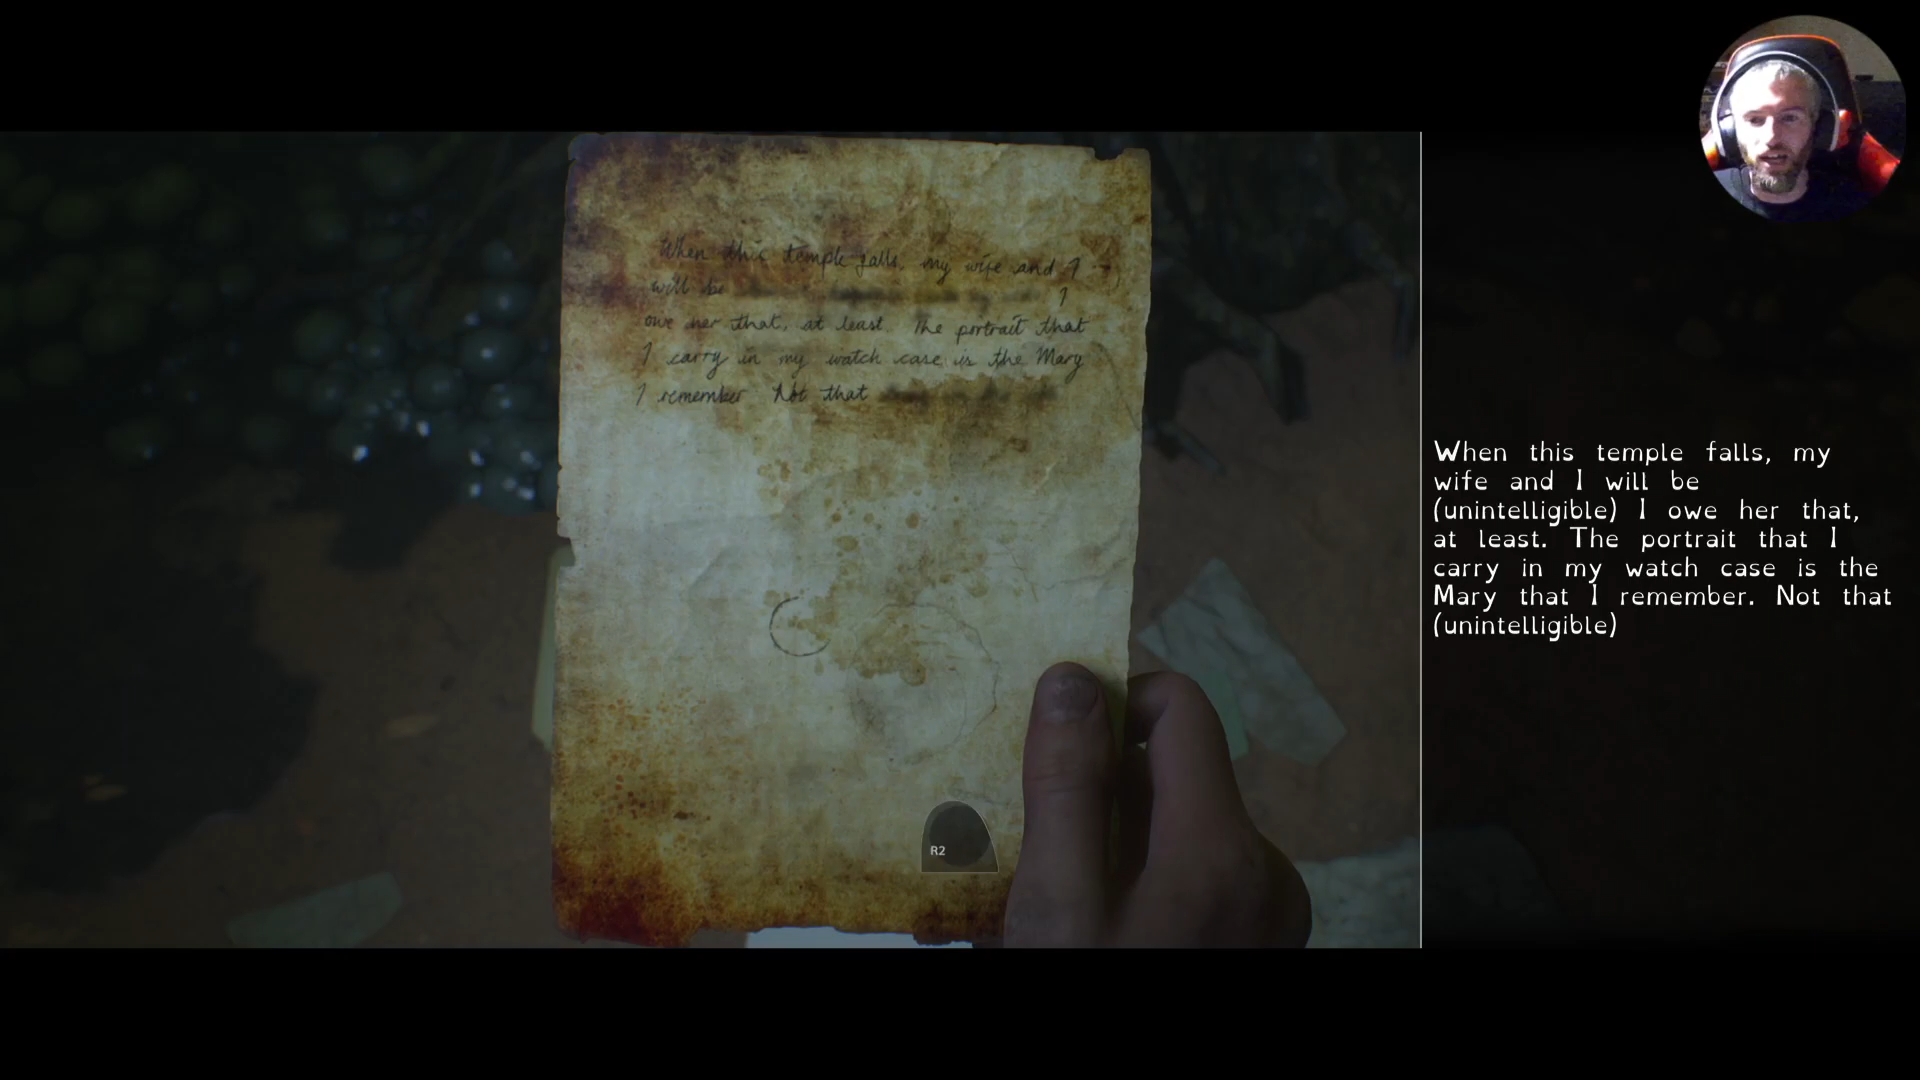 When this temple falls, my wife and I
will be
I
owe her that, at least. The portrait that
I carry in my watch case is the Mary
I remember. Not that
R2
When this temple falls, my
wife and I will be
(unintelligible) I owe her that,
at least. The portrait that I
carry in my watch case is the
Mary that I remember. Not that
(unintelligible)